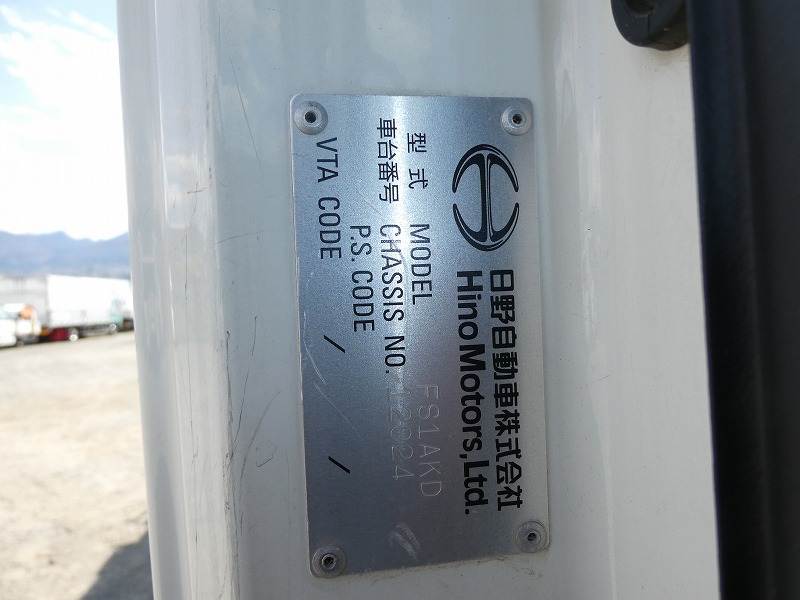 日野自動車株式会社
Hino Motors, Ltd.
型式 MODEL FS1AKD
車台番号 CHASSIS NO. 12824
P.S. CODE
VTA CODE / /